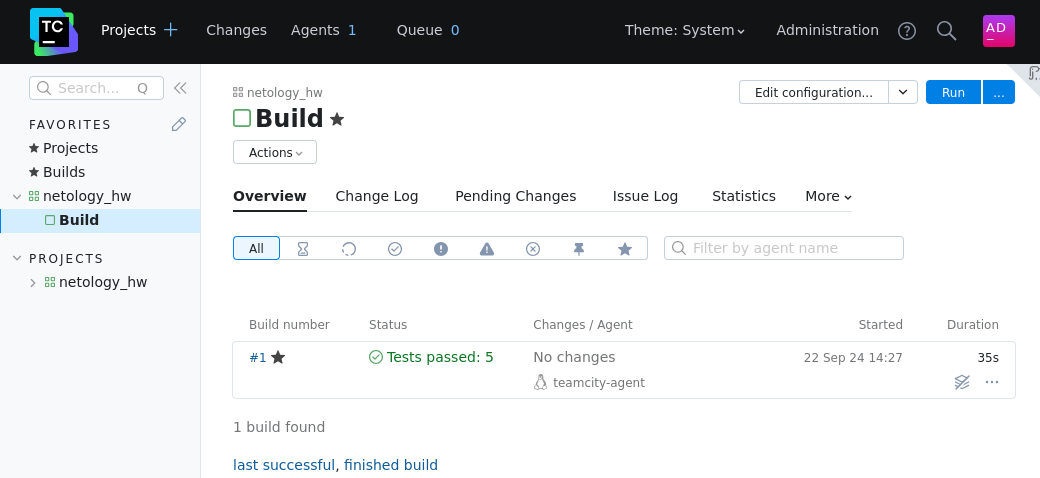 TC
Projects
Changes
Agents 1
Queue 0
Theme: System
Administration
?
AD
Search... Q
FAVORITES
Projects
Builds
netology_hw
Build
PROJECTS
netology_hw
netology_hw
Build
Edit configuration...
Run
...
Actions
Overview
Change Log
Pending Changes
Issue Log
Statistics
More
All
Filter by agent name
Build number Status Changes / Agent Started Duration
#1 Tests passed: 5 No changes 22 Sep 24 14:27 35s
teamcity-agent
1 build found
last successful, finished build